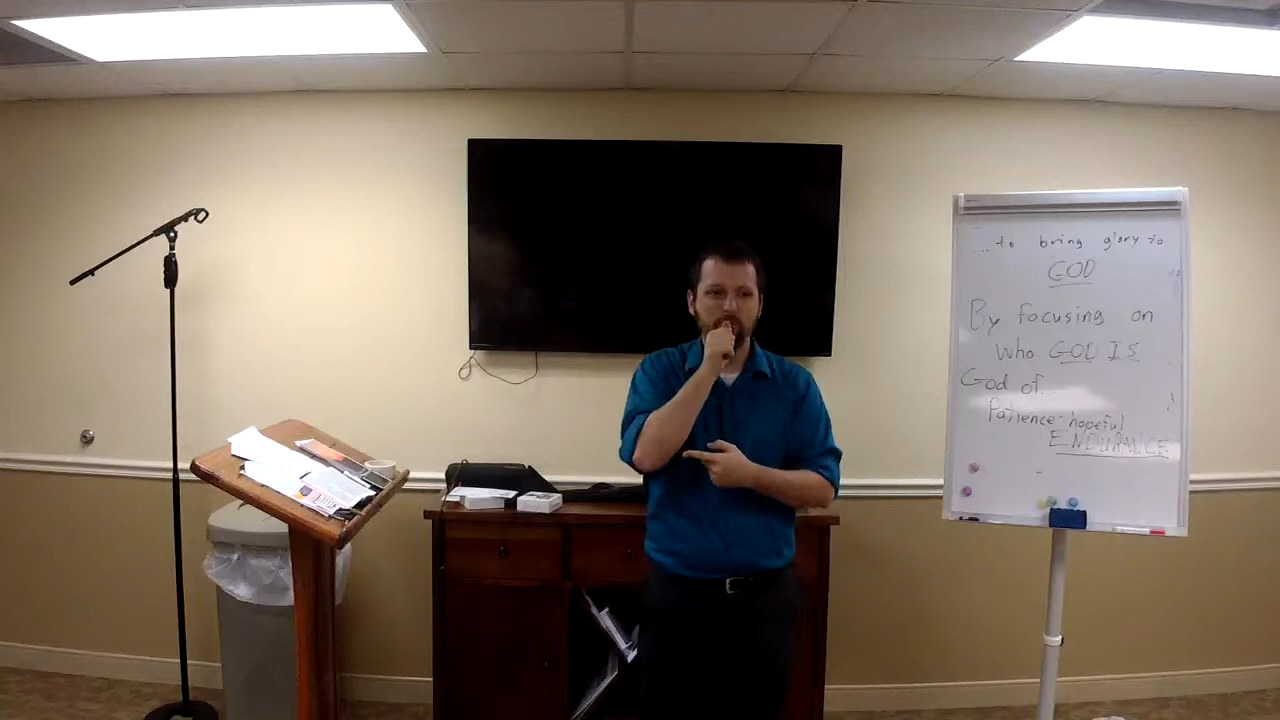 ...to bring glory to
GOD
By focusing on
who GOD IS
God of...
Patience-hopeful
ENDURANCE